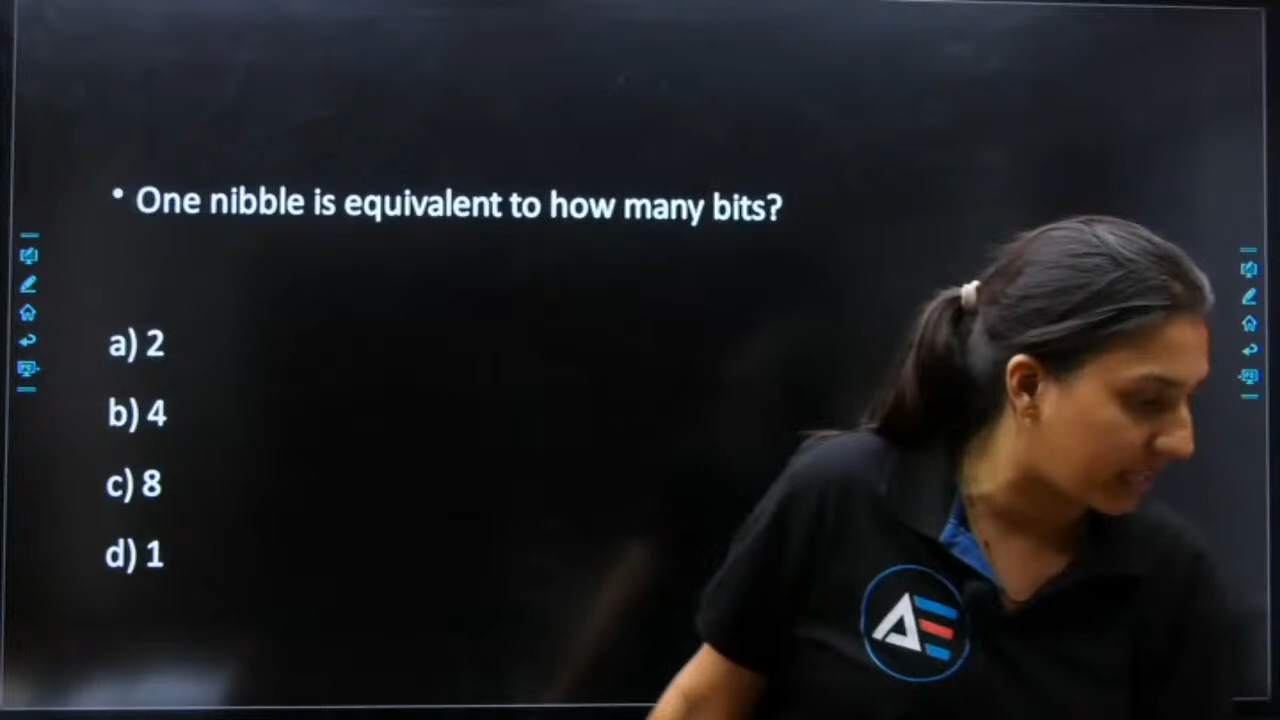 • One nibble is equivalent to how many bits?
a) 2
b) 4
c) 8
d) 1